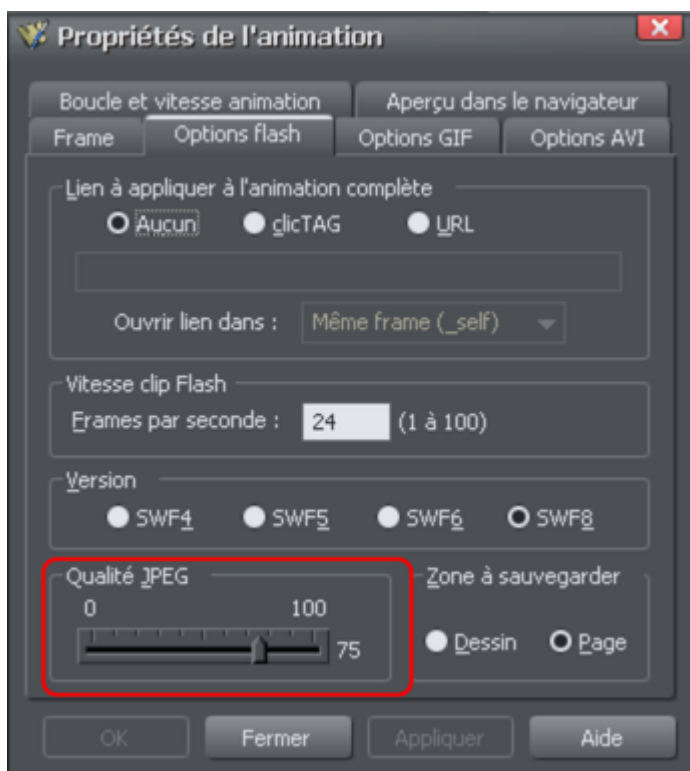 Propriétés de l'animation
Boucle et vitesse animation Aperçu dans le navigateur
Frame Options flash Options GIF Options AVI
Lien à appliquer à l'animation complète
Aucun clicTAG URL
Ouvrir lien dans : Même frame (_self)
Vitesse clip Flash
Frames par seconde : 24 (1 à 100)
Version
SWF4 SWF5 SWF6 SWF8
Qualité JPEG Zone à sauvegarder
0 100
75 Dessin Page
OK Fermer Appliquer Aide